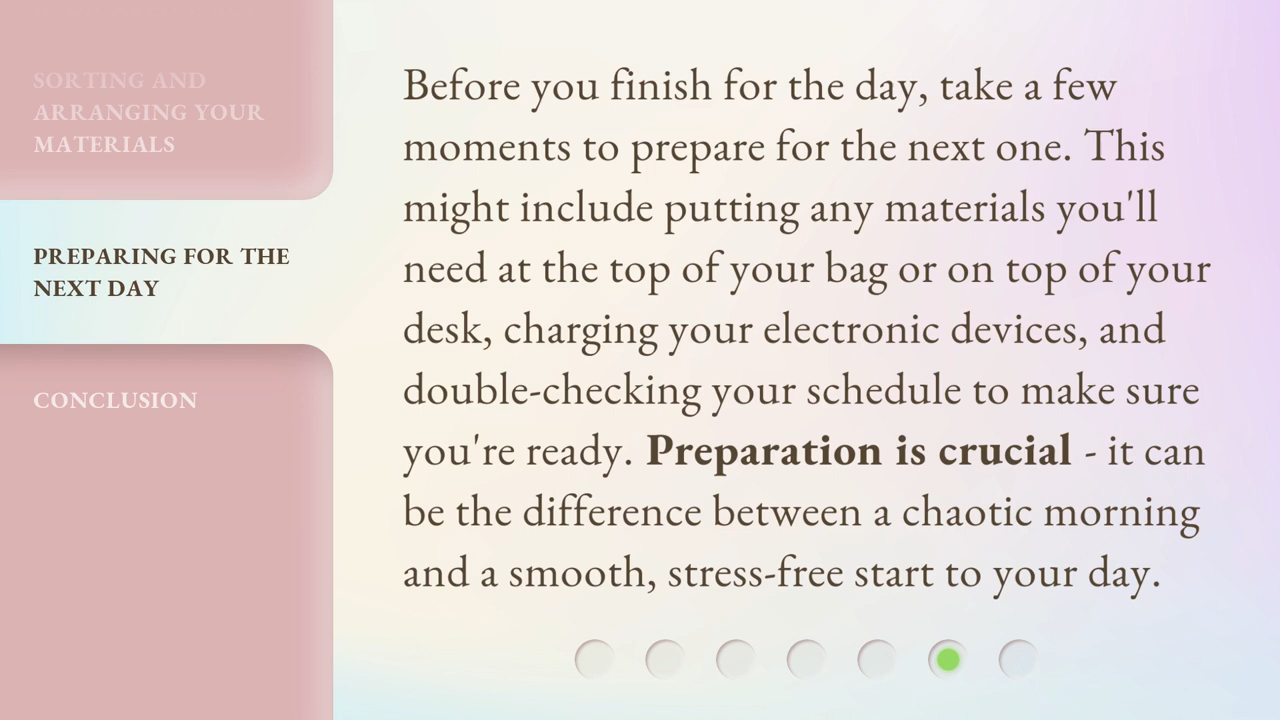 SORTING AND
ARRANGING YOUR
MATERIALS
PREPARING FOR THE
NEXT DAY
CONCLUSION
Before you finish for the day, take a few
moments to prepare for the next one. This
might include putting any materials you'll
need at the top of your bag or on top of your
desk, charging your electronic devices, and
double-checking your schedule to make sure
you're ready. Preparation is crucial - it can
be the difference between a chaotic morning
and a smooth, stress-free start to your day.